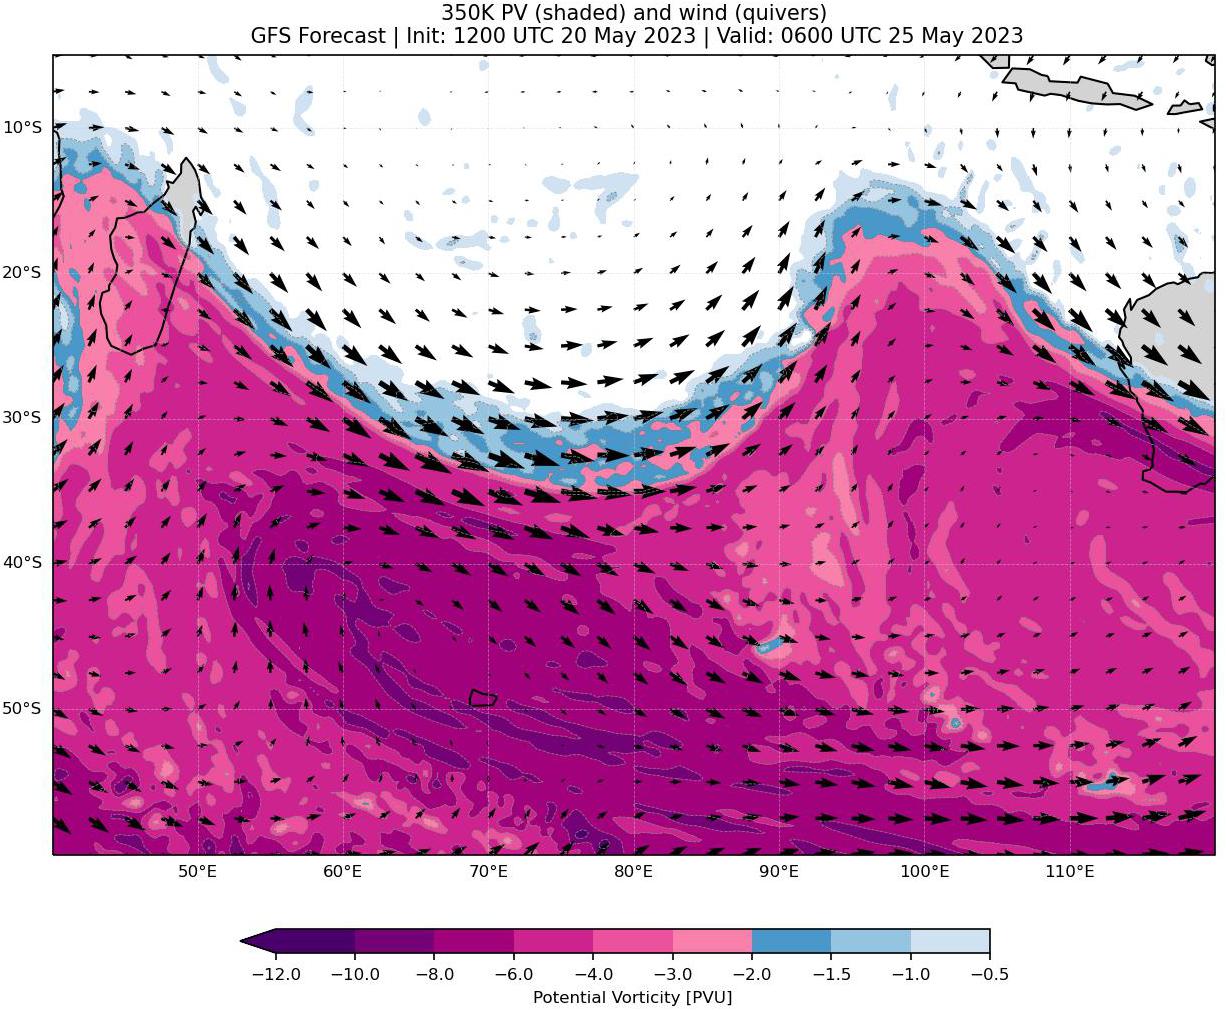 350K PV (shaded) and wind (quivers)
GFS Forecast | Init: 1200 UTC 20 May 2023 | Valid: 0600 UTC 25 May 2023
10°S
20°S
30°S
40°S
50°S
50°E 60°E 70°E 80°E 90°E 100°E 110°E
−12.0 −10.0 −8.0 −6.0 −4.0 −3.0 −2.0 −1.5 −1.0 −0.5
Potential Vorticity [PVU]